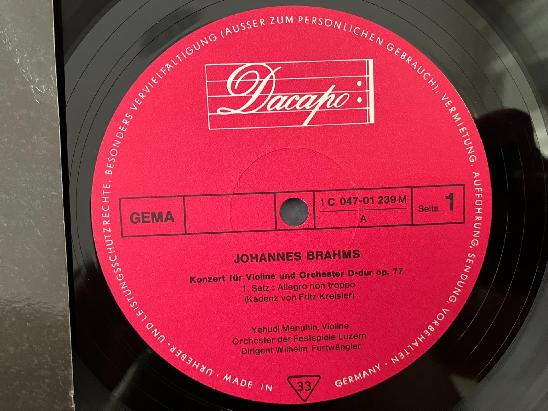 Dacapo
GEMA
1 C 047-01 239 M
A
Seite 1
JOHANNES BRAHMS
Konzert für Violine und Orchester D-dur op. 77
1. Satz: Allegro non troppo
(Kadenz von Fritz Kreisler)
Yehudi Menuhin, Violine
Orchester der Festspiele Luzern
Dirigent Wilhelm Furtwängler
33
URHEBER- UND LEISTUNGSSCHUTZRECHTE, BESONDERS VERVIELFÄLTIGUNG (AUSSER ZUM PERSÖNLICHEN GEBRAUCH), VERMIETUNG, AUFFÜHRUNG, SENDUNG, VORBEHALTEN · MADE IN GERMANY ·